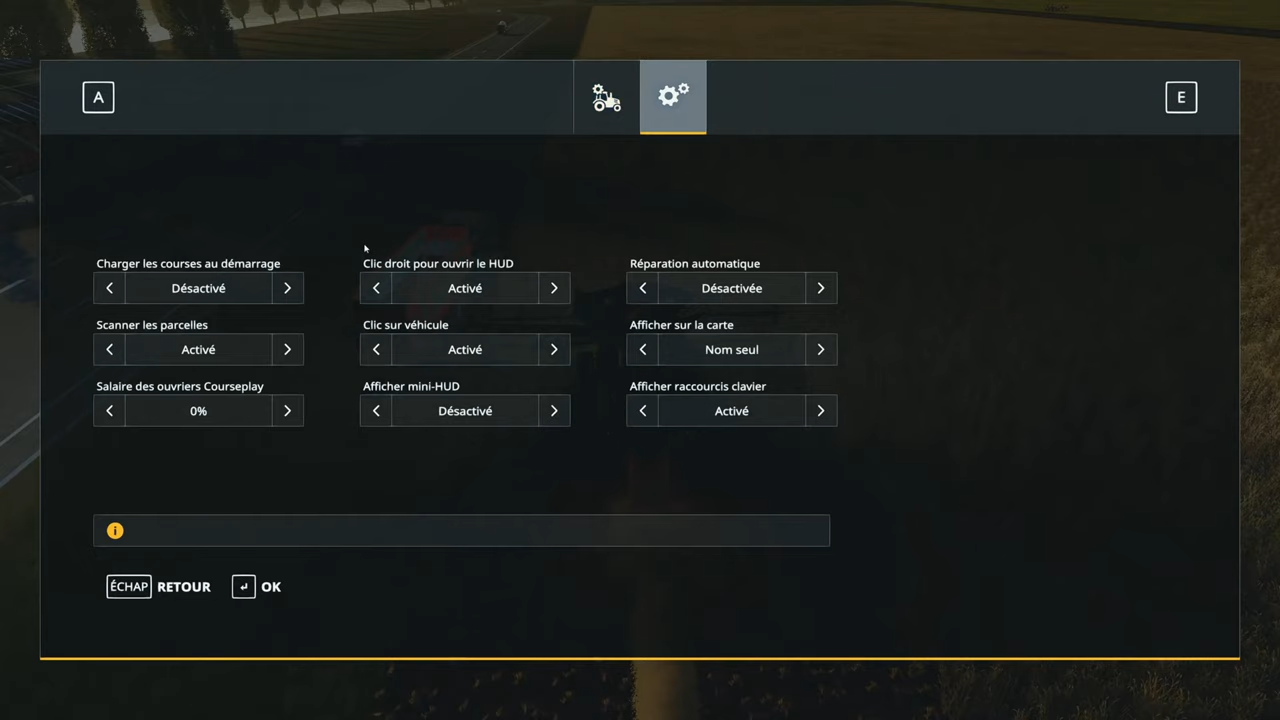 A
E
Charger les courses au démarrage
Désactivé
Clic droit pour ouvrir le HUD
Activé
Réparation automatique
Désactivée
Scanner les parcelles
Activé
Clic sur véhicule
Activé
Afficher sur la carte
Nom seul
Salaire des ouvriers Courseplay
0%
Afficher mini-HUD
Désactivé
Afficher raccourcis clavier
Activé
ÉCHAP RETOUR ↵ OK